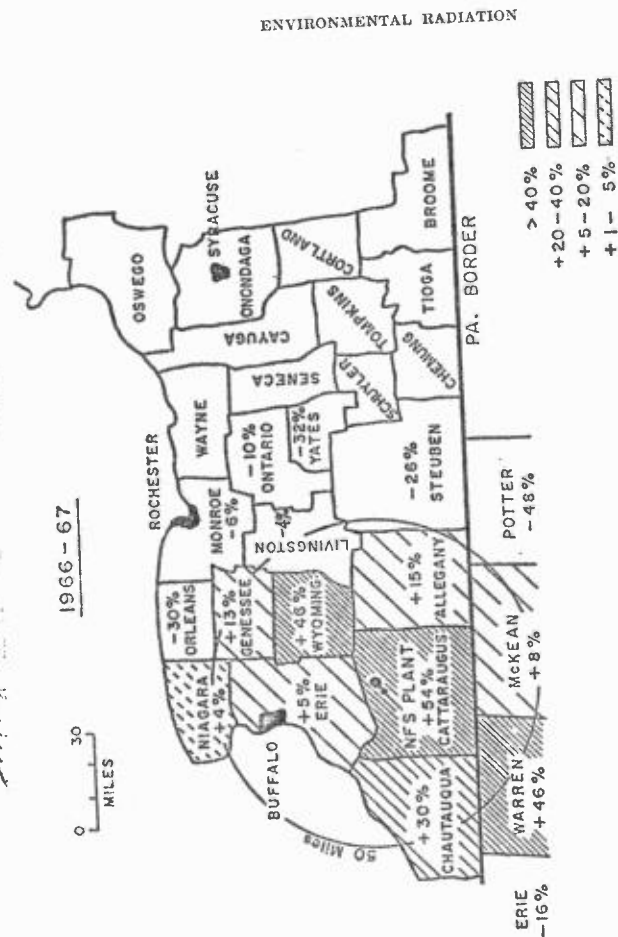 ENVIRONMENTAL RADIATION
1966-67
0 30
MILES
ROCHESTER
BUFFALO
50 Miles
NIAGARA
+4%
-30%
ORLEANS
MONROE
-6%
WAYNE
OSWEGO
+13%
GENESSEE
-10%
ONTARIO
SENECA
CAYUGA
SYRACUSE
ONONDAGA
+5%
ERIE
+46%
WYOMING
LIVINGSTON
-4%
-32%
YATES
SCHUYLER
TOMPKINS
CORTLAND
+30%
CHAUTAUQUA
NFS PLANT
+54%
CATTARAUGUS
+15%
ALLEGANY
-26%
STEUBEN
CHEMUNG
TIOGA
BROOME
PA. BORDER
ERIE
-16%
WARREN
+46%
McKEAN
+8%
POTTER
-48%
> 40%
+20-40%
+5-20%
+1- 5%